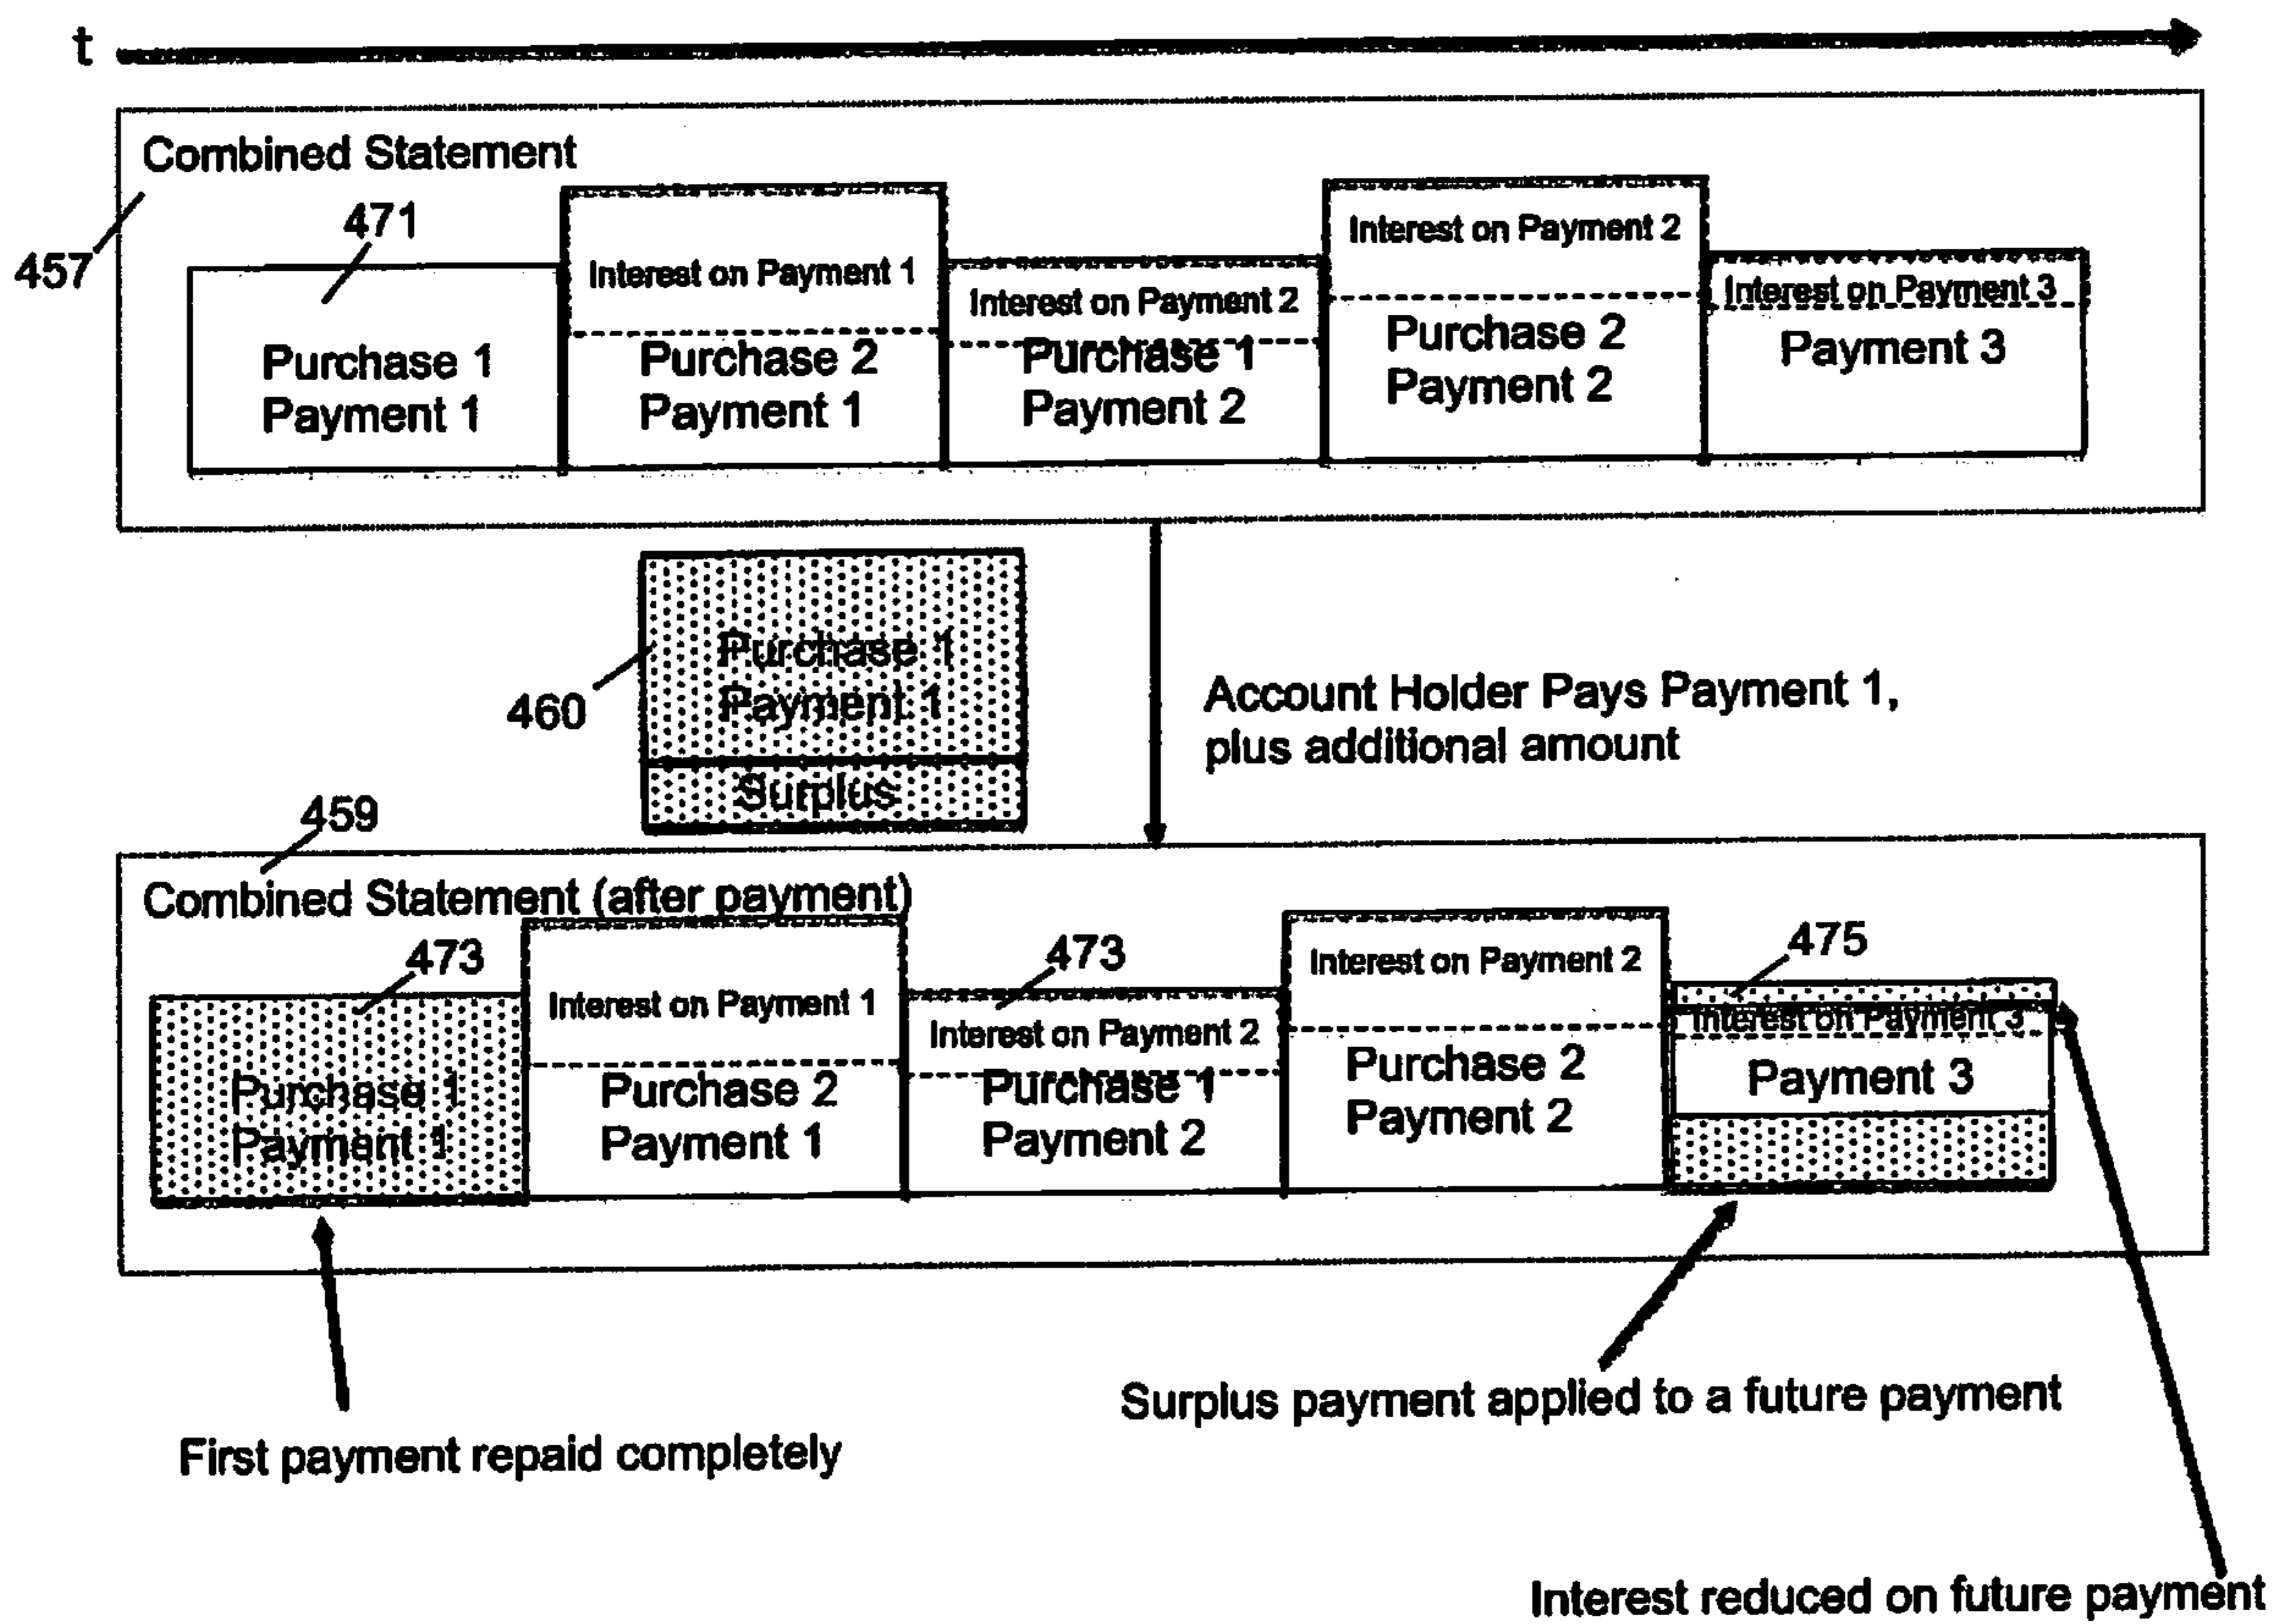 t
Combined Statement
457
471
Purchase 1
Payment 1
Interest on Payment 1
Purchase 2
Payment 1
Interest on Payment 2
Purchase 1
Payment 2
Interest on Payment 2
Purchase 2
Payment 2
Interest on Payment 3
Payment 3
460
Purchase 1
Payment 1
Surplus
Account Holder Pays Payment 1,
plus additional amount
459
Combined Statement (after payment)
473
Purchase 1
Payment 1
Interest on Payment 1
Purchase 2
Payment 1
473
Interest on Payment 2
Purchase 1
Payment 2
Interest on Payment 2
Purchase 2
Payment 2
475
Interest on Payment 3
Payment 3
First payment repaid completely
Surplus payment applied to a future payment
Interest reduced on future payment